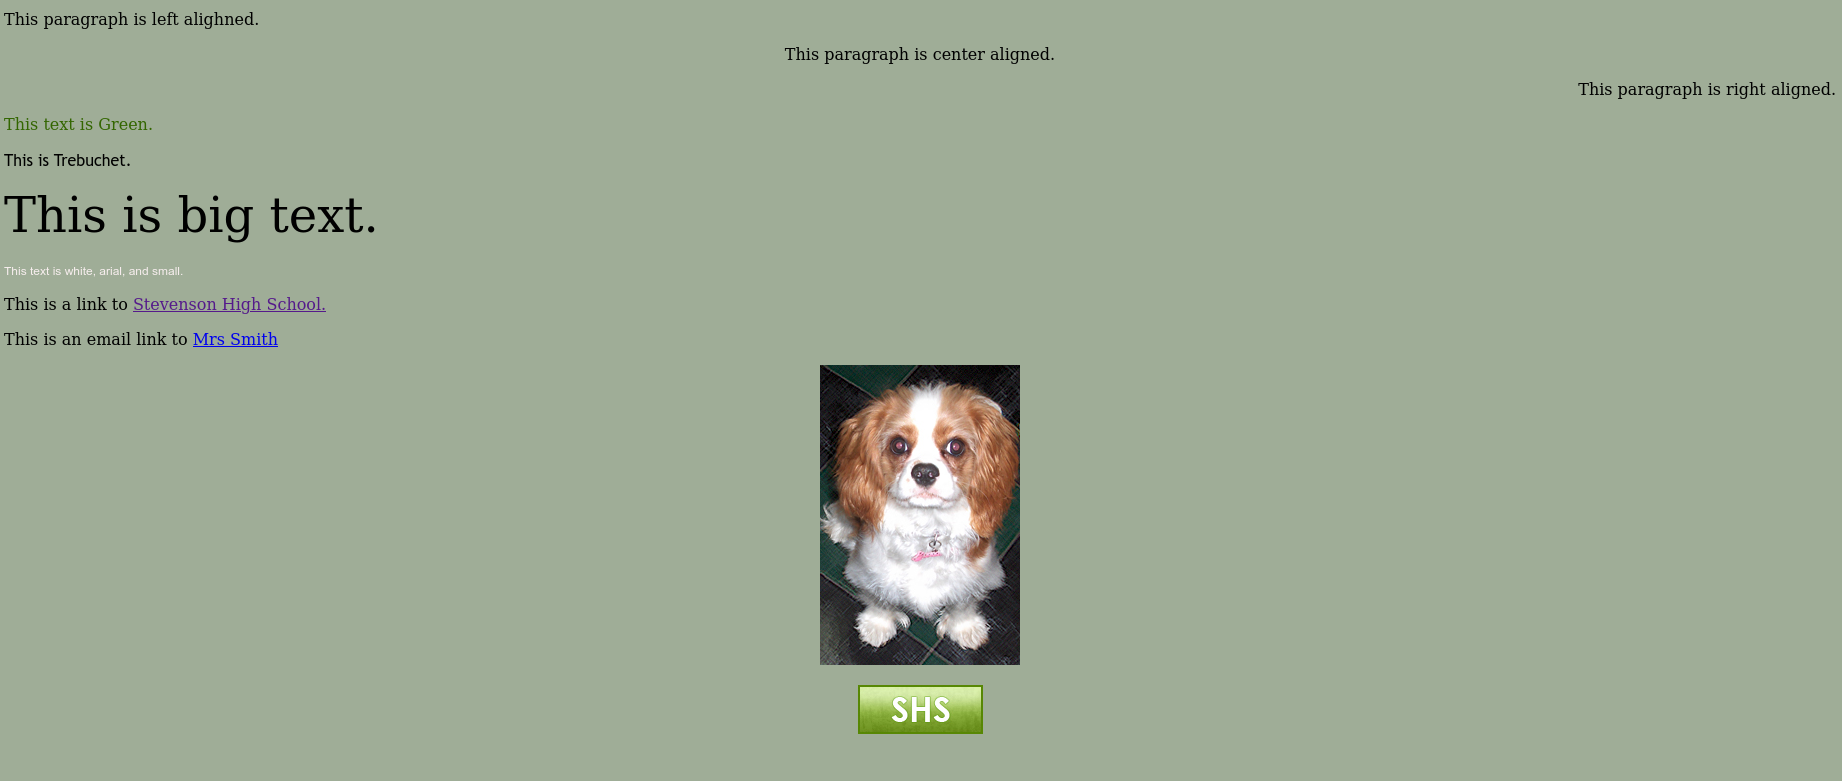 This paragraph is left alighned.
This paragraph is center aligned.
This paragraph is right aligned.
This text is Green.
This is Trebuchet.
This is big text.
This text is white, arial, and small.
This is a link to Stevenson High School.
This is an email link to Mrs Smith
SHS